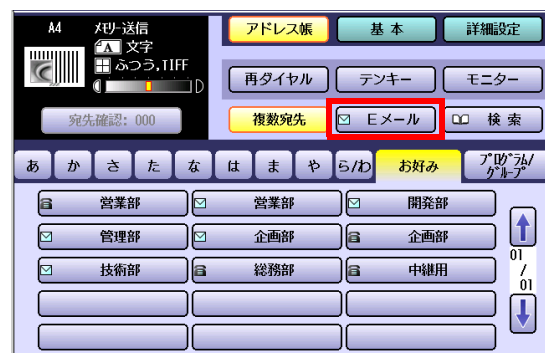 A4 ﾒﾓﾘｰ送信 アドレス帳 基本 詳細設定
A 文字
ふつう,TIFF
再ダイヤル テンキー モニター
L D
宛先確認: 000 複数宛先 Eメール 検索
あ か さ た な は ま や ら/わ お好み ﾌﾟﾛｸﾞﾗﾑ/
ｸﾞﾙｰﾌﾟ
営業部 営業部 開発部
管理部 企画部 企画部
01
/
01
技術部 総務部 中継用